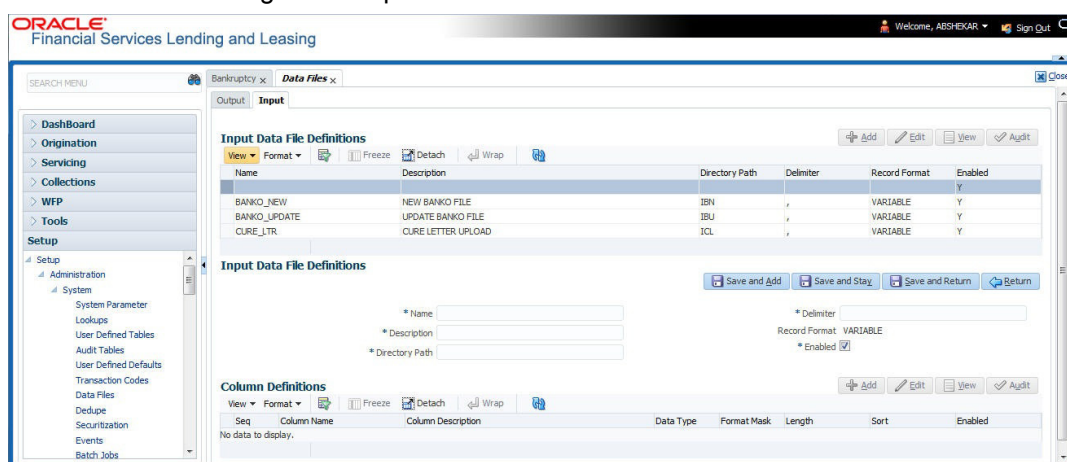 ORACLE
Financial Services Lending and Leasing
Welcome, ABSHEKAR
Sign Out
SEARCH MENU
Bankruptcy x
Data Files x
Close
Output
Input
DashBoard
Origination
Servicing
Collections
WFP
Tools
Setup
Setup
Administration
System
System Parameter
Lookups
User Defined Tables
Audit Tables
User Defined Defaults
Transaction Codes
Data Files
Dedupe
Securitization
Events
Batch Jobs
Input Data File Definitions
Add Edit View Audit
View Format Freeze Detach Wrap
Name Description Directory Path Delimiter Record Format Enabled
Y
BANKO_NEW NEW BANKO FILE IBN , VARIABLE Y
BANKO_UPDATE UPDATE BANKO FILE IBU , VARIABLE Y
CURE_LTR CURE LETTER UPLOAD ICL , VARIABLE Y
Input Data File Definitions
Save and Add Save and Stay Save and Return Return
* Name
* Description
* Directory Path
* Delimiter
Record Format VARIABLE
* Enabled
Column Definitions
Add Edit View Audit
View Format Freeze Detach Wrap
Seq Column Name Column Description Data Type Format Mask Length Sort Enabled
No data to display.